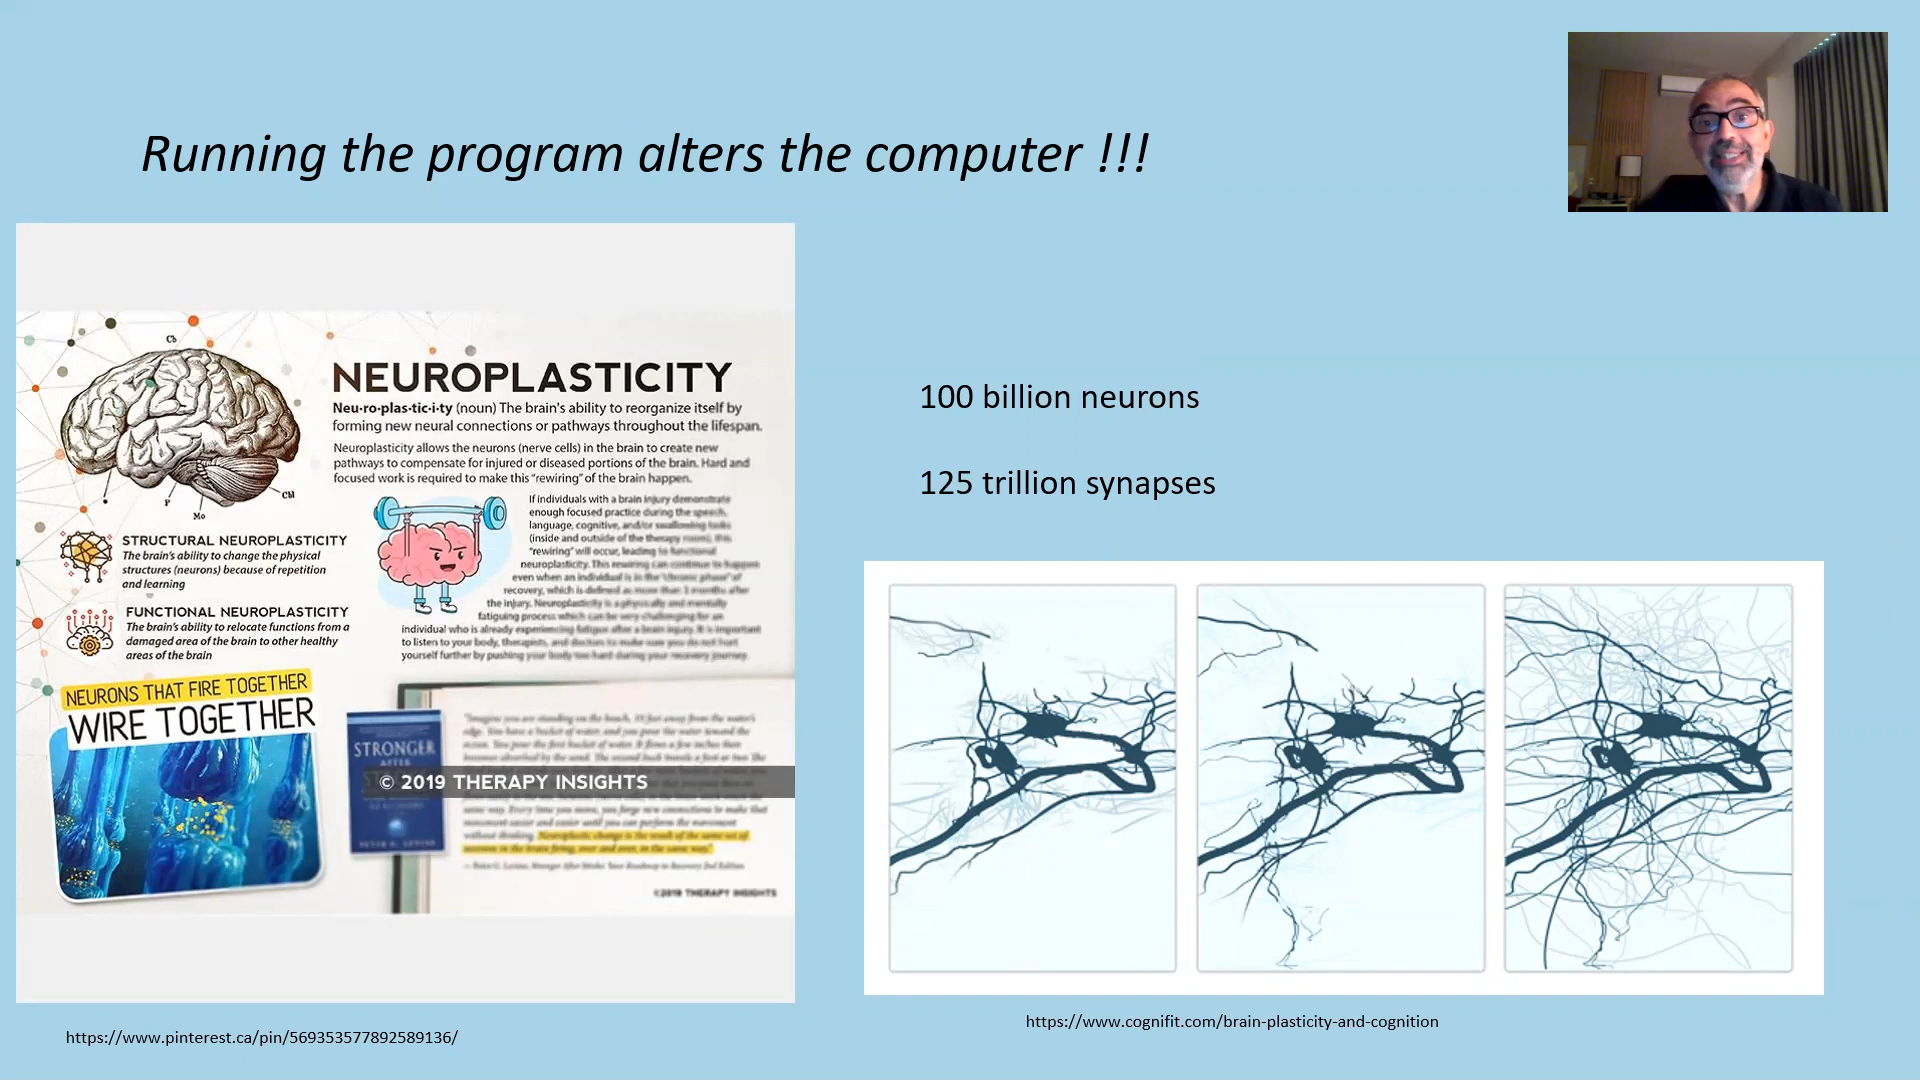 Running the program alters the computer !!!
Cb
P
Mo
NEUROPLASTICITY
Neu·ro·plas·tic·i·ty (noun) The brain's ability to reorganize itself by
forming new neural connections or pathways throughout the lifespan.
Neuroplasticity allows the neurons (nerve cells) in the brain to create new
pathways to compensate for injured or diseased portions of the brain. Hard and
focused work is required to make this "rewiring" of the brain happen.
If individuals with a brain injury demonstrate
enough focused practice during the speech,
language, cognitive, and/or swallowing tasks
(inside and outside of the therapy room), this
"rewiring" will occur, leading to functional
neuroplasticity. This rewiring can continue to happen
even when an individual is in the "chronic phase" of
recovery, which is defined as more than months after
the injury. Neuroplasticity is a physically and mentally
fatiguing process which can be very challenging for an
individual who is already experiencing fatigue after a brain injury. It is important
to listen to your body, therapists, and doctors to make sure you do not hurt
yourself further by pushing your body too hard during your recovery journey.
STRUCTURAL NEUROPLASTICITY
The brain's ability to change the physical
structures (neurons) because of repetition
and learning
FUNCTIONAL NEUROPLASTICITY
The brain's ability to relocate functions from a
damaged area of the brain to other healthy
areas of the brain
NEURONS THAT FIRE TOGETHER
WIRE TOGETHER
STRONGER
AFTER
© 2019 THERAPY INSIGHTS
©2019 THERAPY INSIGHTS
100 billion neurons
125 trillion synapses
https://www.pinterest.ca/pin/569353577892589136/
https://www.cognifit.com/brain-plasticity-and-cognition